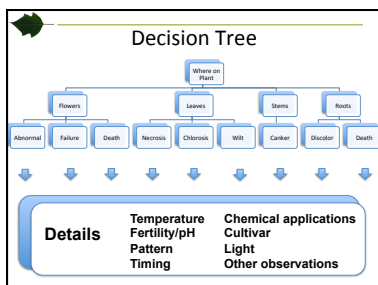 Decision Tree
Where on
Plant
Flowers Leaves Stems Roots
Abnormal Failure Death Necrosis Chlorosis Wilt Canker Discolor Death
Details
Temperature Chemical applications
Fertility/pH Cultivar
Pattern Light
Timing Other observations